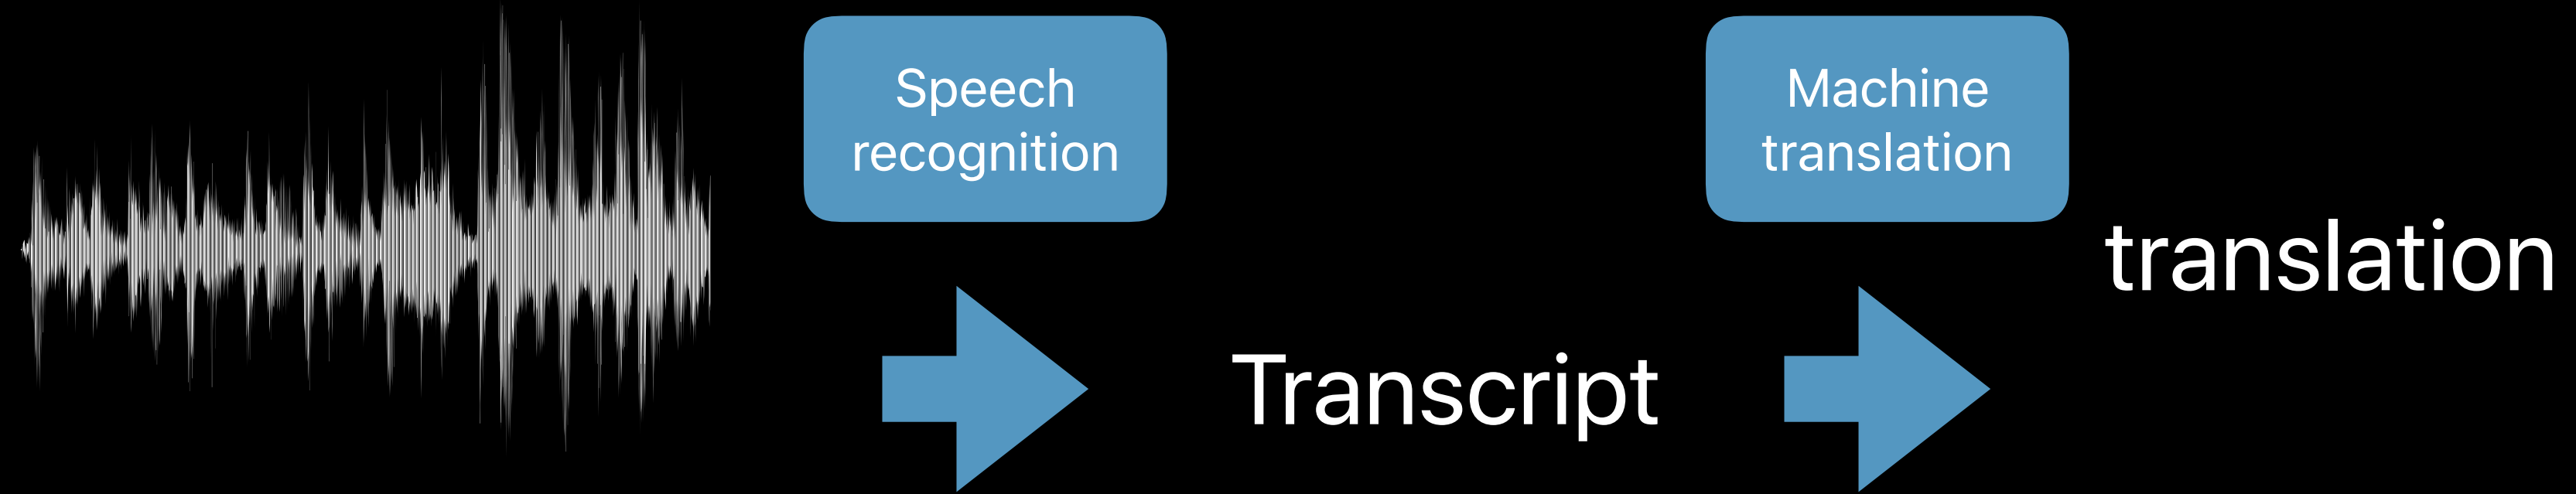 Speech
recognition
Transcript
Machine
translation
translation